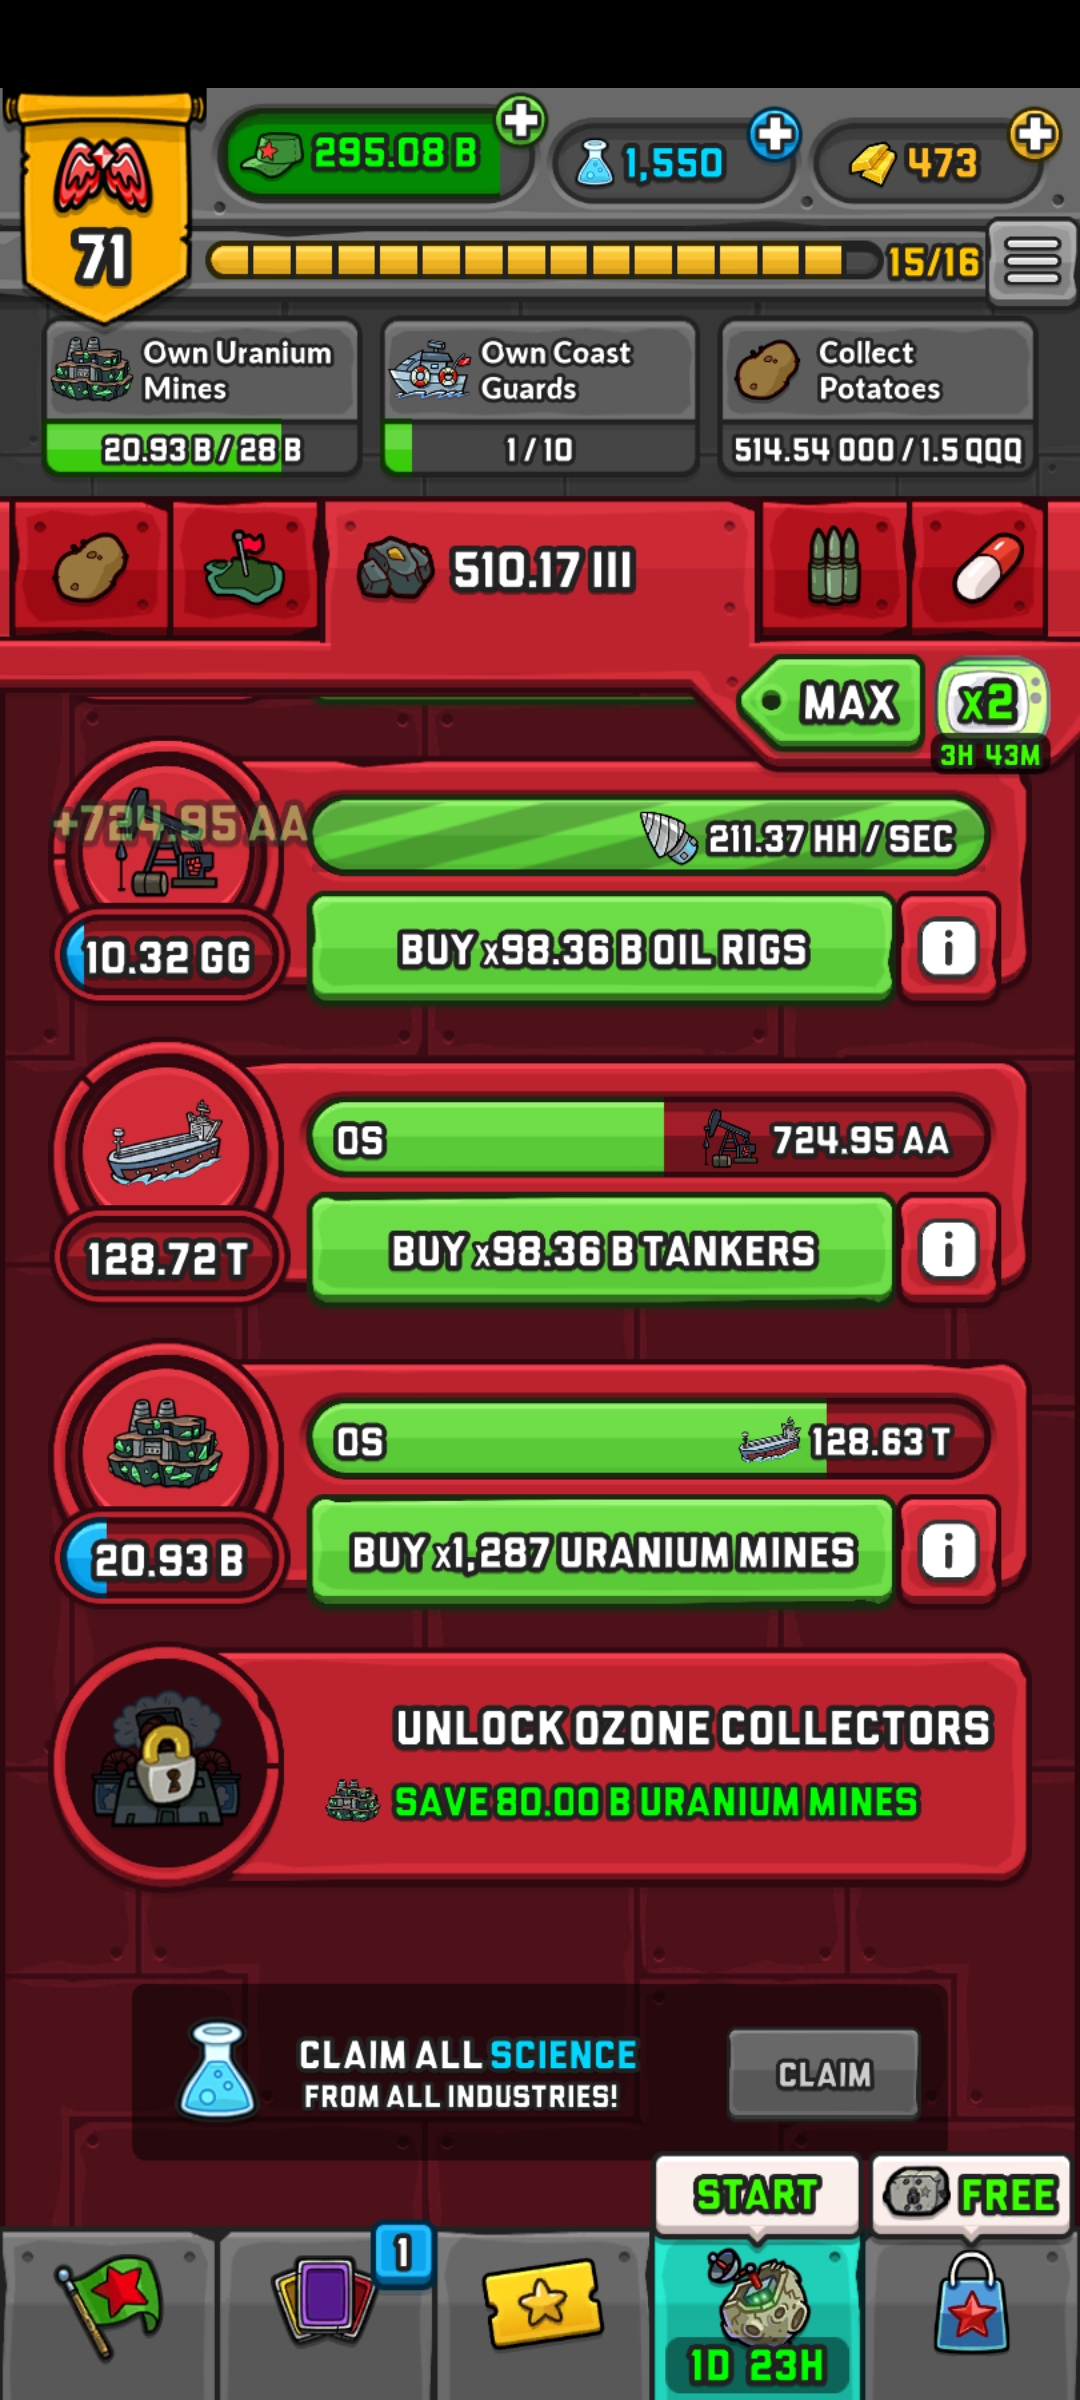 295.08 B
1,550
473
71
15/16
Own Uranium
Mines
20.93 B / 28 B
Own Coast
Guards
1 / 10
Collect
Potatoes
514.54 OOO / 1.5 QQQ
510.17 III
MAX
x2
3H 43M
+724.95 AA
211.37 HH / SEC
10.32 GG
BUY x98.36 B OIL RIGS
i
0S
724.95 AA
128.72 T
BUY x98.36 B TANKERS
i
0S
128.63 T
20.93 B
BUY x1,287 URANIUM MINES
i
UNLOCK OZONE COLLECTORS
SAVE 80.00 B URANIUM MINES
CLAIM ALL SCIENCE
FROM ALL INDUSTRIES!
CLAIM
START
FREE
1
1D 23H